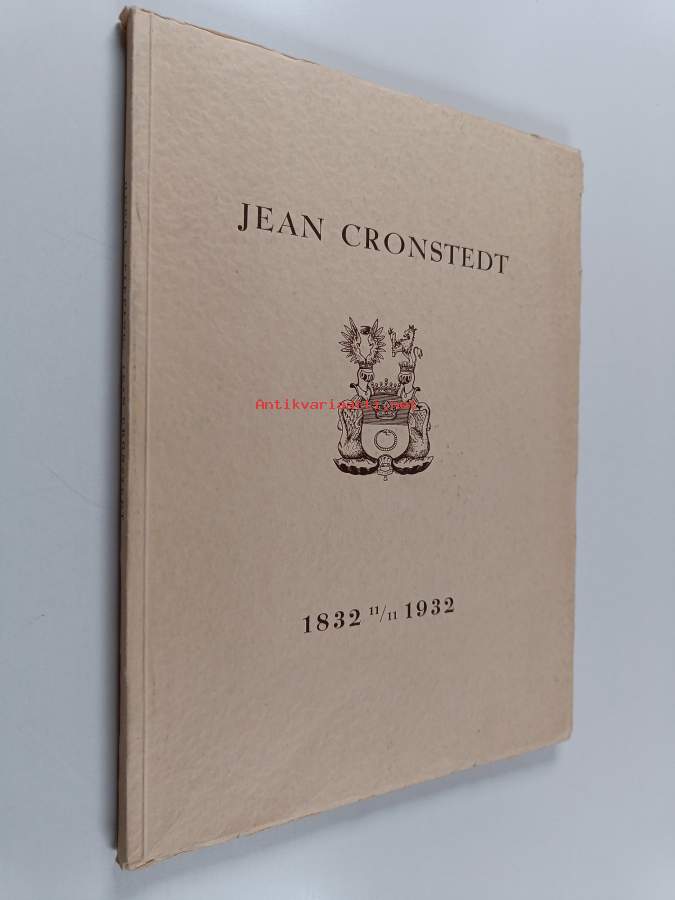 JEAN CRONSTEDT
Antikvariaatti.net
1832 11/11 1932